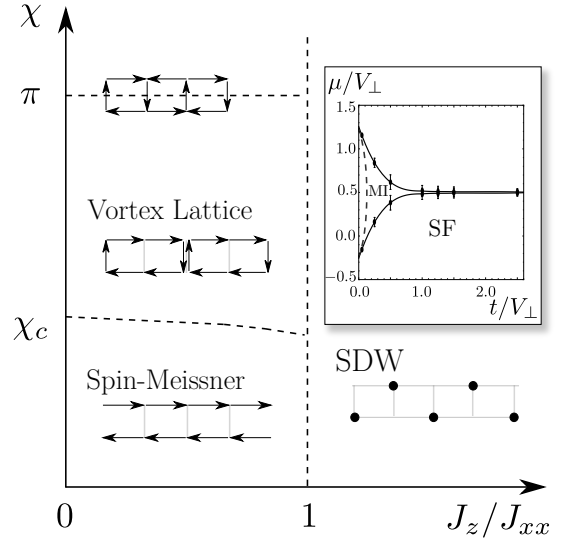 χ
π
Vortex Lattice
χc
Spin-Meissner
0
1
Jz/Jxx
SDW
μ/V⊥
1.5
1.0
0.5
0.0
−0.5
MI
SF
0.0
1.0
2.0
t/V⊥